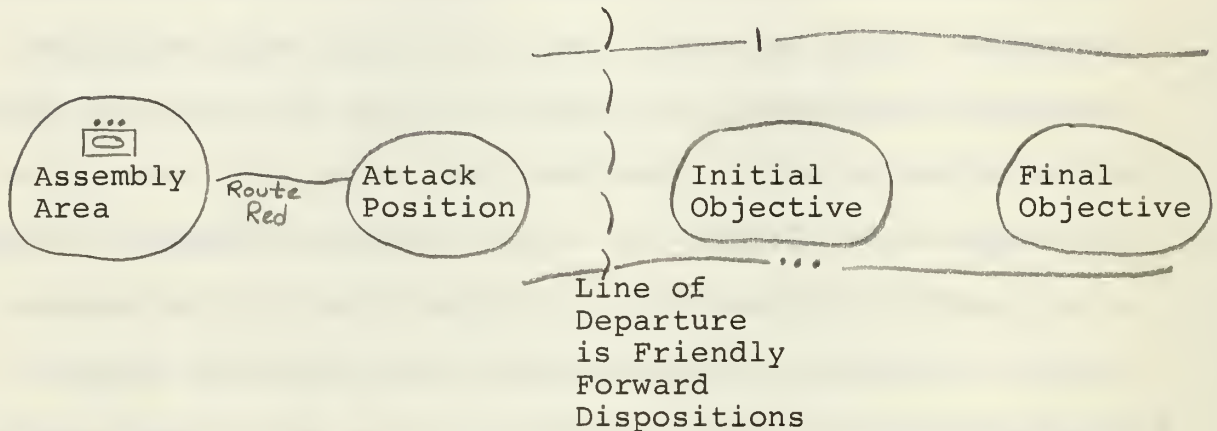 Assembly
Area
Route
Red
Attack
Position
Initial
Objective
Final
Objective
Line of
Departure
is Friendly
Forward
Dispositions